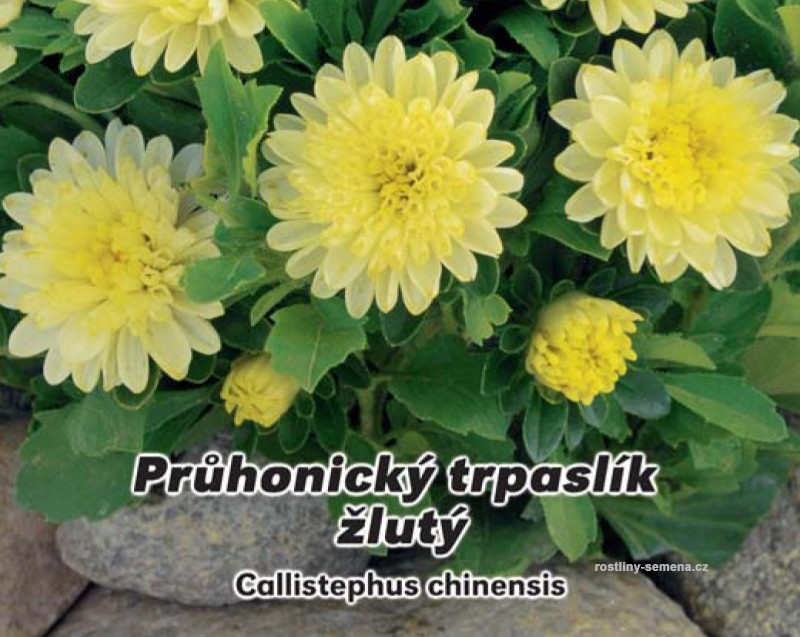 Průhonický trpaslík
žlutý
rostliny-semena.cz
Callistephus chinensis